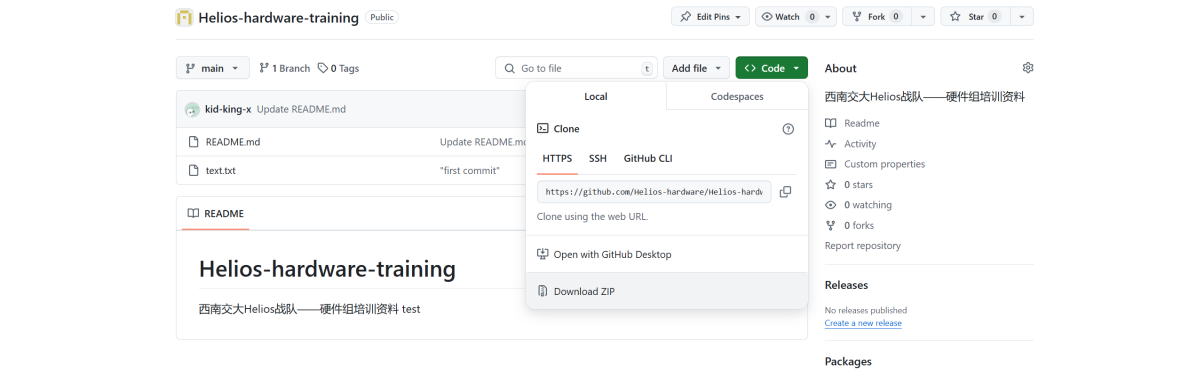 Helios-hardware-training Public
Edit Pins Watch 0 Fork 0 Star 0
main 1 Branch 0 Tags Go to file t Add file Code
kid-king-x Update README.md
README.md Update README.md
text.txt "first commit"
README
Helios-hardware-training
西南交大Helios战队——硬件组培训资料 test
Local Codespaces
Clone
HTTPS SSH GitHub CLI
https://github.com/Helios-hardware/Helios-hardw
Clone using the web URL.
Open with GitHub Desktop
Download ZIP
About
西南交大Helios战队——硬件组培训资料
Readme
Activity
Custom properties
0 stars
0 watching
0 forks
Report repository
Releases
No releases published
Create a new release
Packages